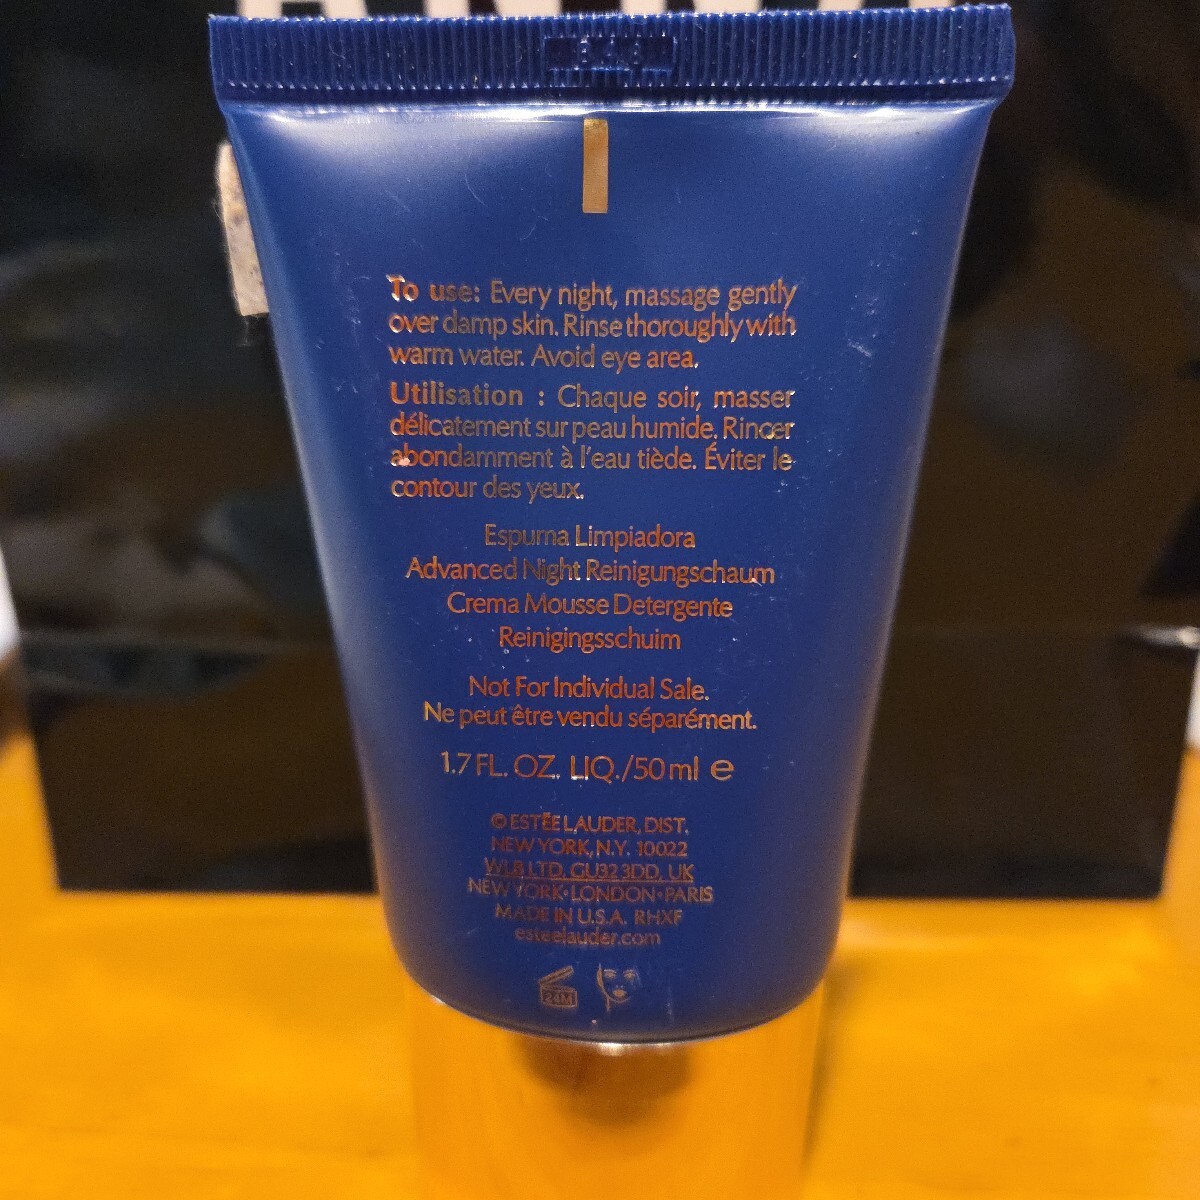 To use: Every night, massage gently
over damp skin. Rinse thoroughly with
warm water. Avoid eye area.
Utilisation : Chaque soir, masser
délicatement sur peau humide. Rincer
abondamment à l'eau tiède. Éviter le
contour des yeux.
Espuma Limpiadora
Advanced Night Reinigungschaum
Crema Mousse Detergente
Reinigingsschuim
Not For Individual Sale.
Ne peut être vendu séparément.
1.7 FL. OZ. LIQ./50 ml e
© ESTĒE LAUDER, DIST.
NEW YORK, N.Y. 10022
WL8 LTD, GU32 3DD, UK
NEW YORK·LONDON·PARIS
MADE IN U.S.A. RHXF
esteelauder.com
24M